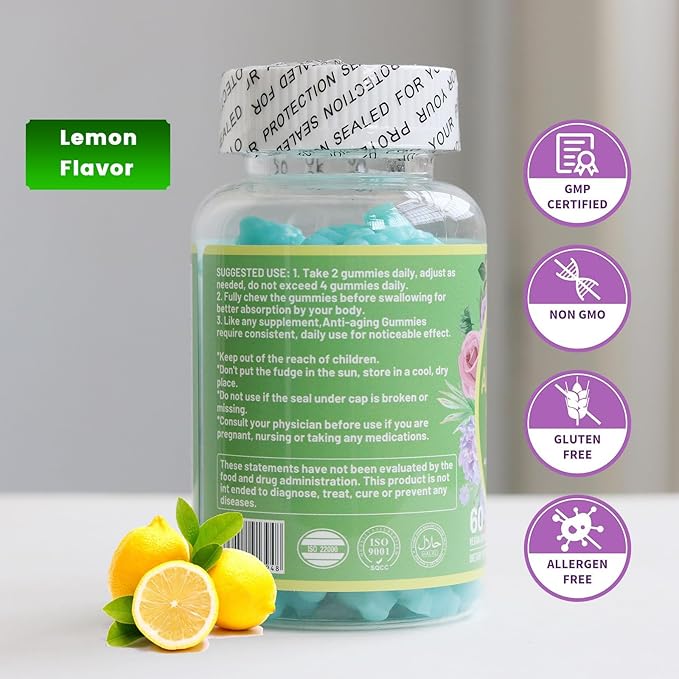 SEALED FOR YOUR PROTECTION
Lemon
Flavor
SUGGESTED USE: 1. Take 2 gummies daily, adjust as
needed, do not exceed 4 gummies daily.
2. Fully chew the gummies before swallowing for
better absorption by your body.
3. Like any supplement,Anti-aging Gummies
require consistent, daily use for noticeable effect.
*Keep out of the reach of children.
*Don't put the fudge in the sun, store in a cool, dry
place.
*Do not use if the seal under cap is broken or
missing.
*Consult your physician before use if you are
pregnant, nursing or taking any medications.
These statements have not been evaluated by the
food and drug administration. This product is not
int ended to diagnose, treat, cure or prevent any
diseases.
ISO 22000
ISO
9001
SGCC
حلال
60
GMP
CERTIFIED
NON GMO
GLUTEN
FREE
ALLERGEN
FREE